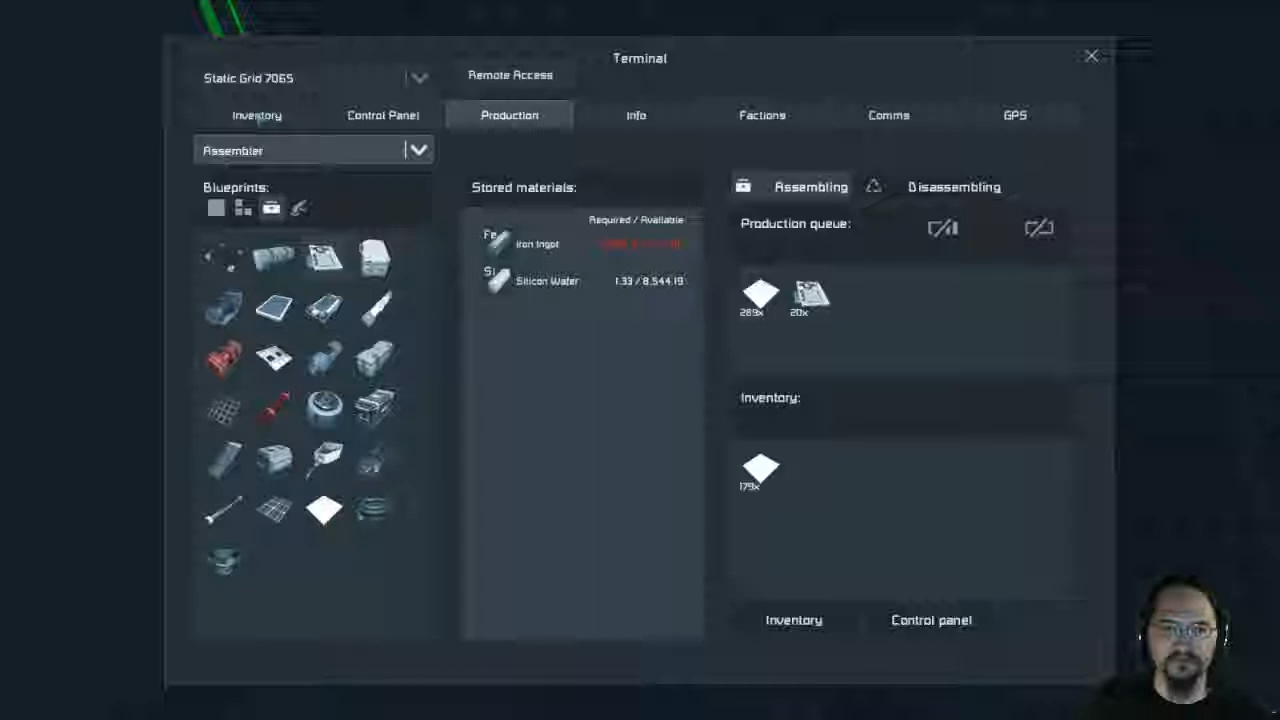 Terminal
Static Grid 7065
Remote Access
Inventory
Control Panel
Production
Info
Factions
Comms
GPS
Assembler
Blueprints:
Stored materials:
Required / Available
Fe
Iron Ingot
Si
Silicon Wafer
1.33 / 8,544.19
Assembling
Disassembling
Production queue:
289x
20x
Inventory:
179x
Inventory
Control panel